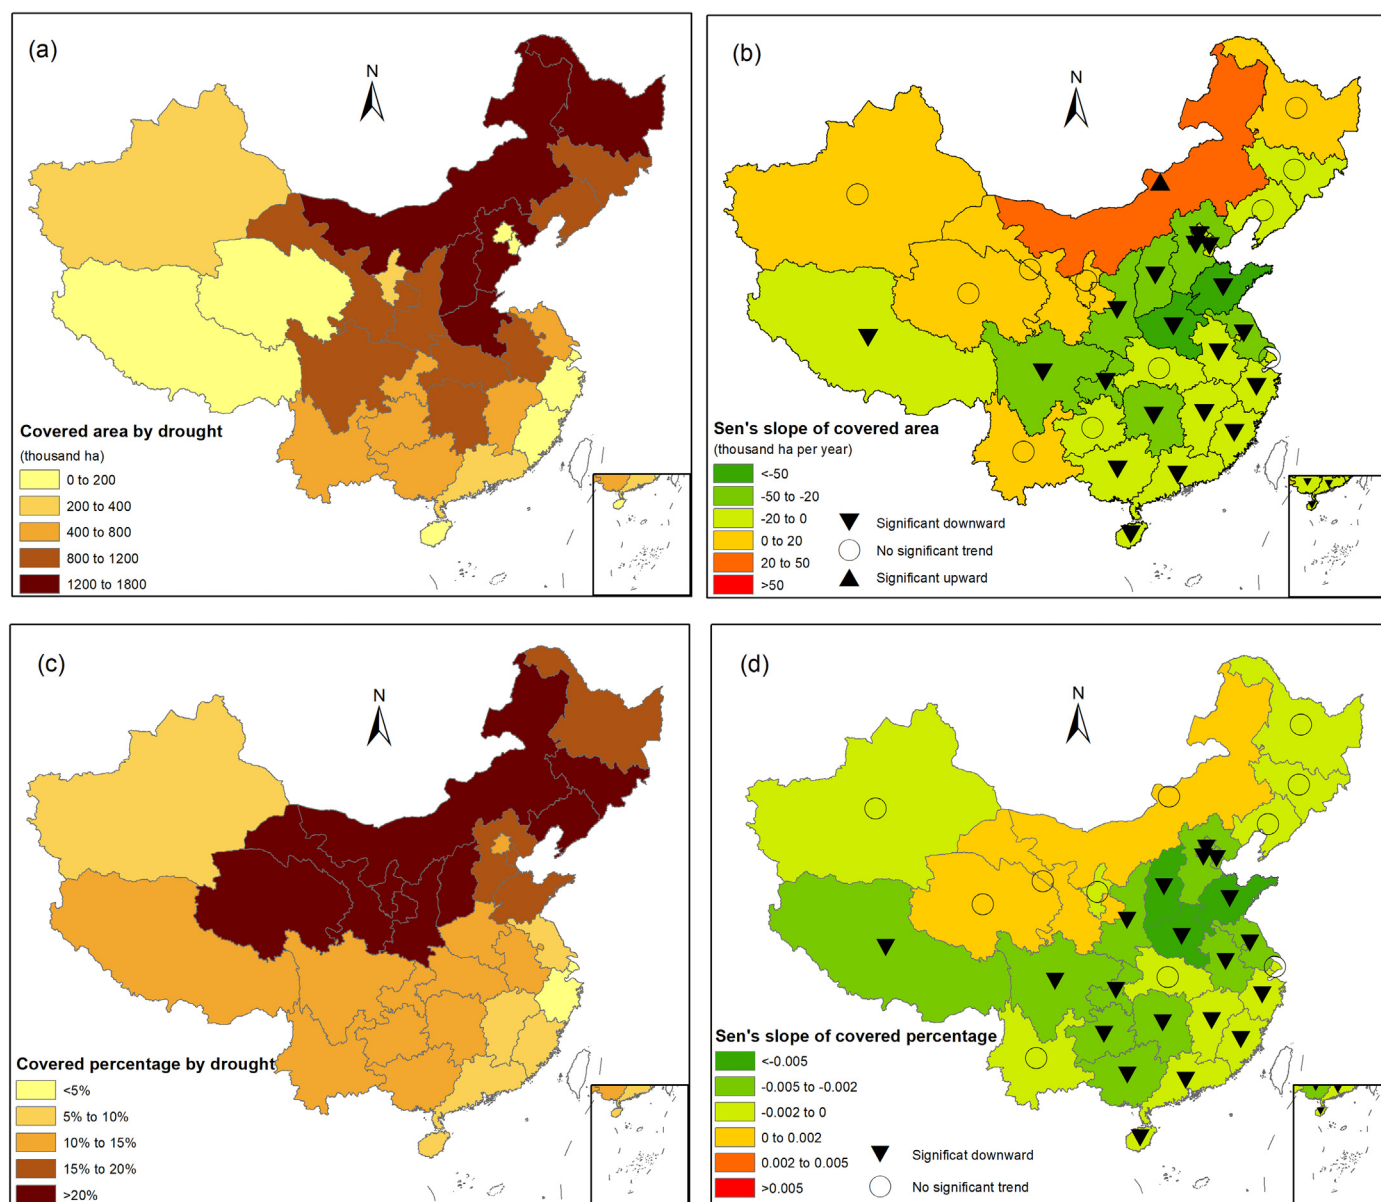 (a)
N
Covered area by drought
(thousand ha)
0 to 200
200 to 400
400 to 800
800 to 1200
1200 to 1800
(b)
N
Sen's slope of covered area
(thousand ha per year)
<-50
-50 to -20
-20 to 0
0 to 20
20 to 50
>50
Significant downward
No significant trend
Significant upward
(c)
N
Covered percentage by drought
<5%
5% to 10%
10% to 15%
15% to 20%
>20%
(d)
N
Sen's slope of covered percentage
<-0.005
-0.005 to -0.002
-0.002 to 0
0 to 0.002
0.002 to 0.005
>0.005
Significat downward
No significant trend